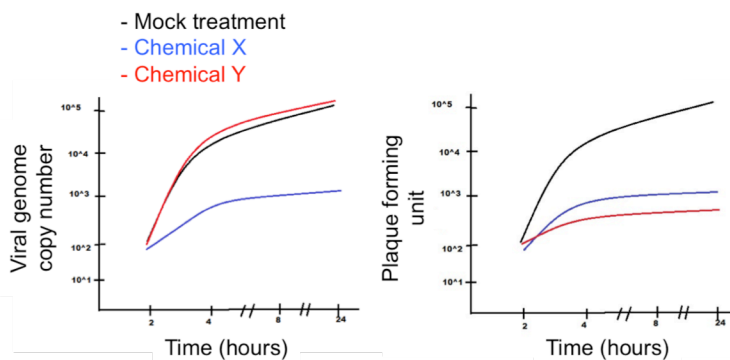 - Mock treatment
- Chemical X
- Chemical Y
Viral genome
copy number
10^5
10^4
10^3
10^2
10^1
2
4
8
24
Time (hours)
Plaque forming
unit
10^5
10^4
10^3
10^2
10^1
2
4
8
24
Time (hours)